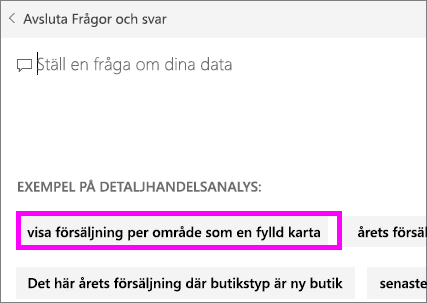 Avsluta Frågor och svar
Ställ en fråga om dina data
EXEMPEL PÅ DETALJHANDELSANALYS:
visa försäljning per område som en fylld karta årets försäl
Det här årets försäljning där butikstyp är ny butik senaste